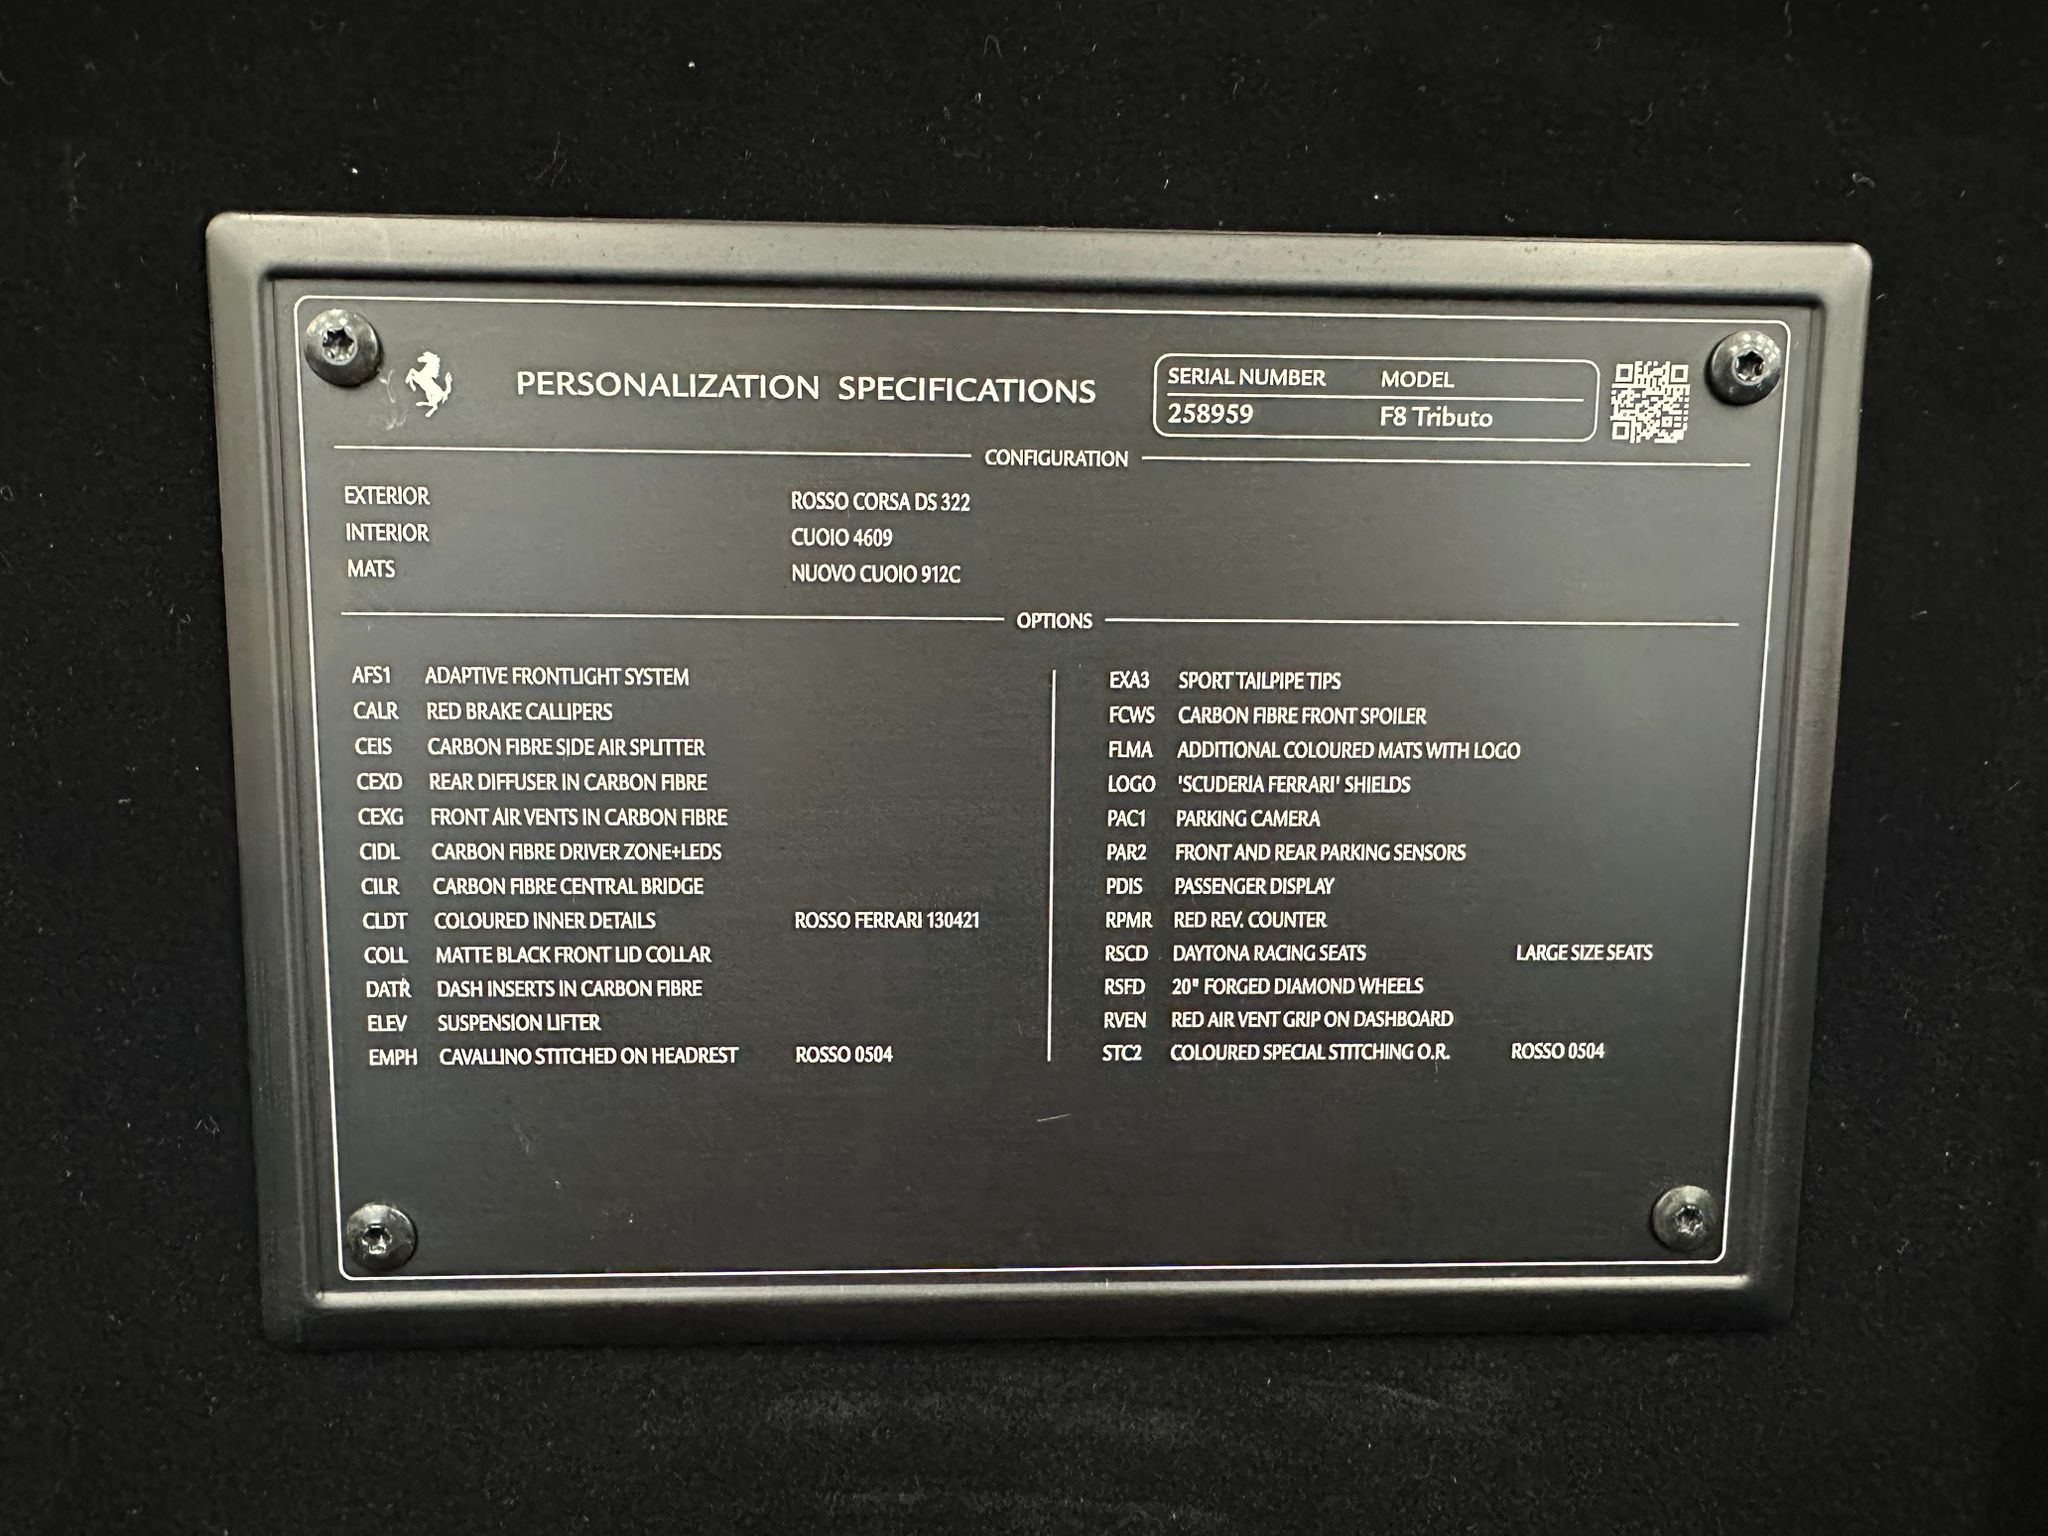 PERSONALIZATION SPECIFICATIONS
SERIAL NUMBER MODEL
258959 F8 Tributo
CONFIGURATION
EXTERIOR ROSSO CORSA DS 322
INTERIOR CUOIO 4609
MATS NUOVO CUOIO 912C
OPTIONS
AFS1 ADAPTIVE FRONTLIGHT SYSTEM
CALR RED BRAKE CALLIPERS
CEIS CARBON FIBRE SIDE AIR SPLITTER
CEXD REAR DIFFUSER IN CARBON FIBRE
CEXG FRONT AIR VENTS IN CARBON FIBRE
CIDL CARBON FIBRE DRIVER ZONE+LEDS
CILR CARBON FIBRE CENTRAL BRIDGE
CLDT COLOURED INNER DETAILS ROSSO FERRARI 130421
COLL MATTE BLACK FRONT LID COLLAR
DATR DASH INSERTS IN CARBON FIBRE
ELEV SUSPENSION LIFTER
EMPH CAVALLINO STITCHED ON HEADREST ROSSO 0504
EXA3 SPORT TAILPIPE TIPS
FCWS CARBON FIBRE FRONT SPOILER
FLMA ADDITIONAL COLOURED MATS WITH LOGO
LOGO 'SCUDERIA FERRARI' SHIELDS
PAC1 PARKING CAMERA
PAR2 FRONT AND REAR PARKING SENSORS
PDIS PASSENGER DISPLAY
RPMR RED REV. COUNTER
RSCD DAYTONA RACING SEATS LARGE SIZE SEATS
RSFD 20" FORGED DIAMOND WHEELS
RVEN RED AIR VENT GRIP ON DASHBOARD
STC2 COLOURED SPECIAL STITCHING O.R. ROSSO 0504